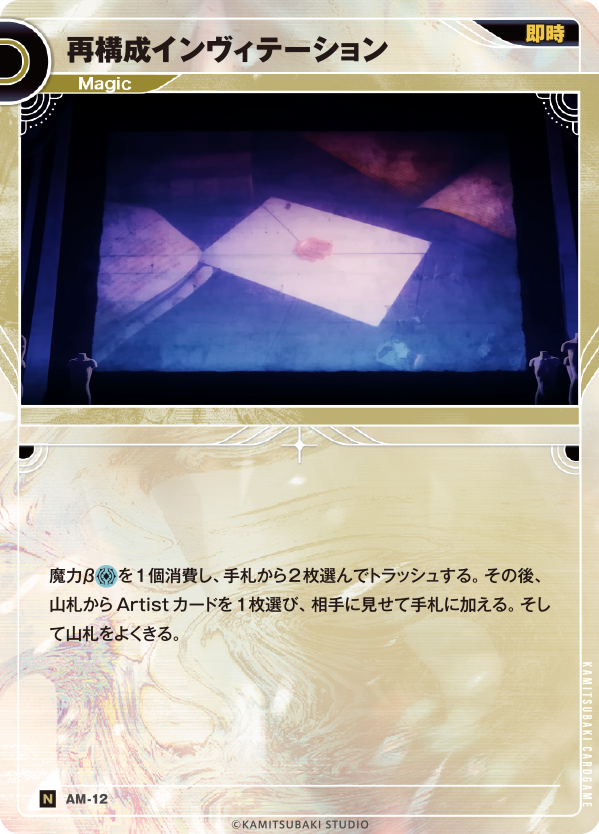 即時
再構成インヴィテーション
Magic
魔力βを1個消費し、手札から2枚選んでトラッシュする。その後、
山札からArtistカードを1枚選び、相手に見せて手札に加える。そし
て山札をよくきる。
KAMITSUBAKI CARDGAME
N AM-12
©KAMITSUBAKI STUDIO